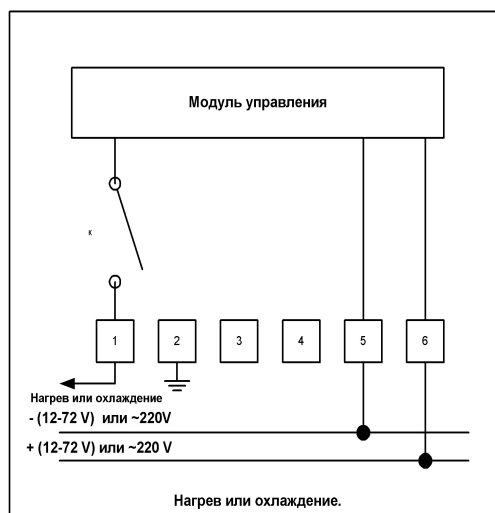 Модуль управления
к
1 2 3 4 5 6
Нагрев или охлаждение
- (12-72 V) или ~220V
+ (12-72 V) или ~220 V
Нагрев или охлаждение.